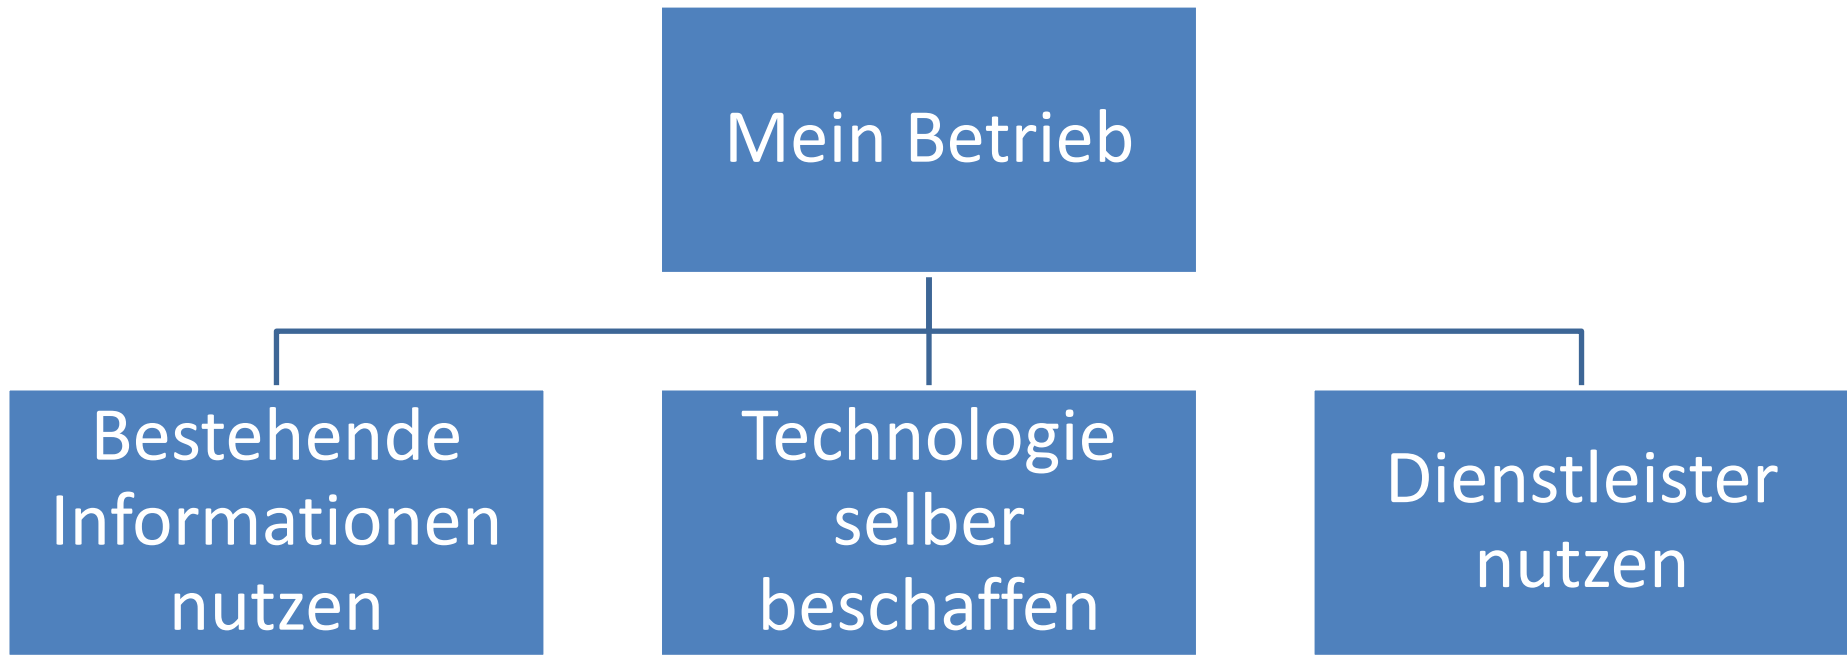 Mein Betrieb
Bestehende
Informationen
nutzen
Technologie
selber
beschaffen
Dienstleister
nutzen